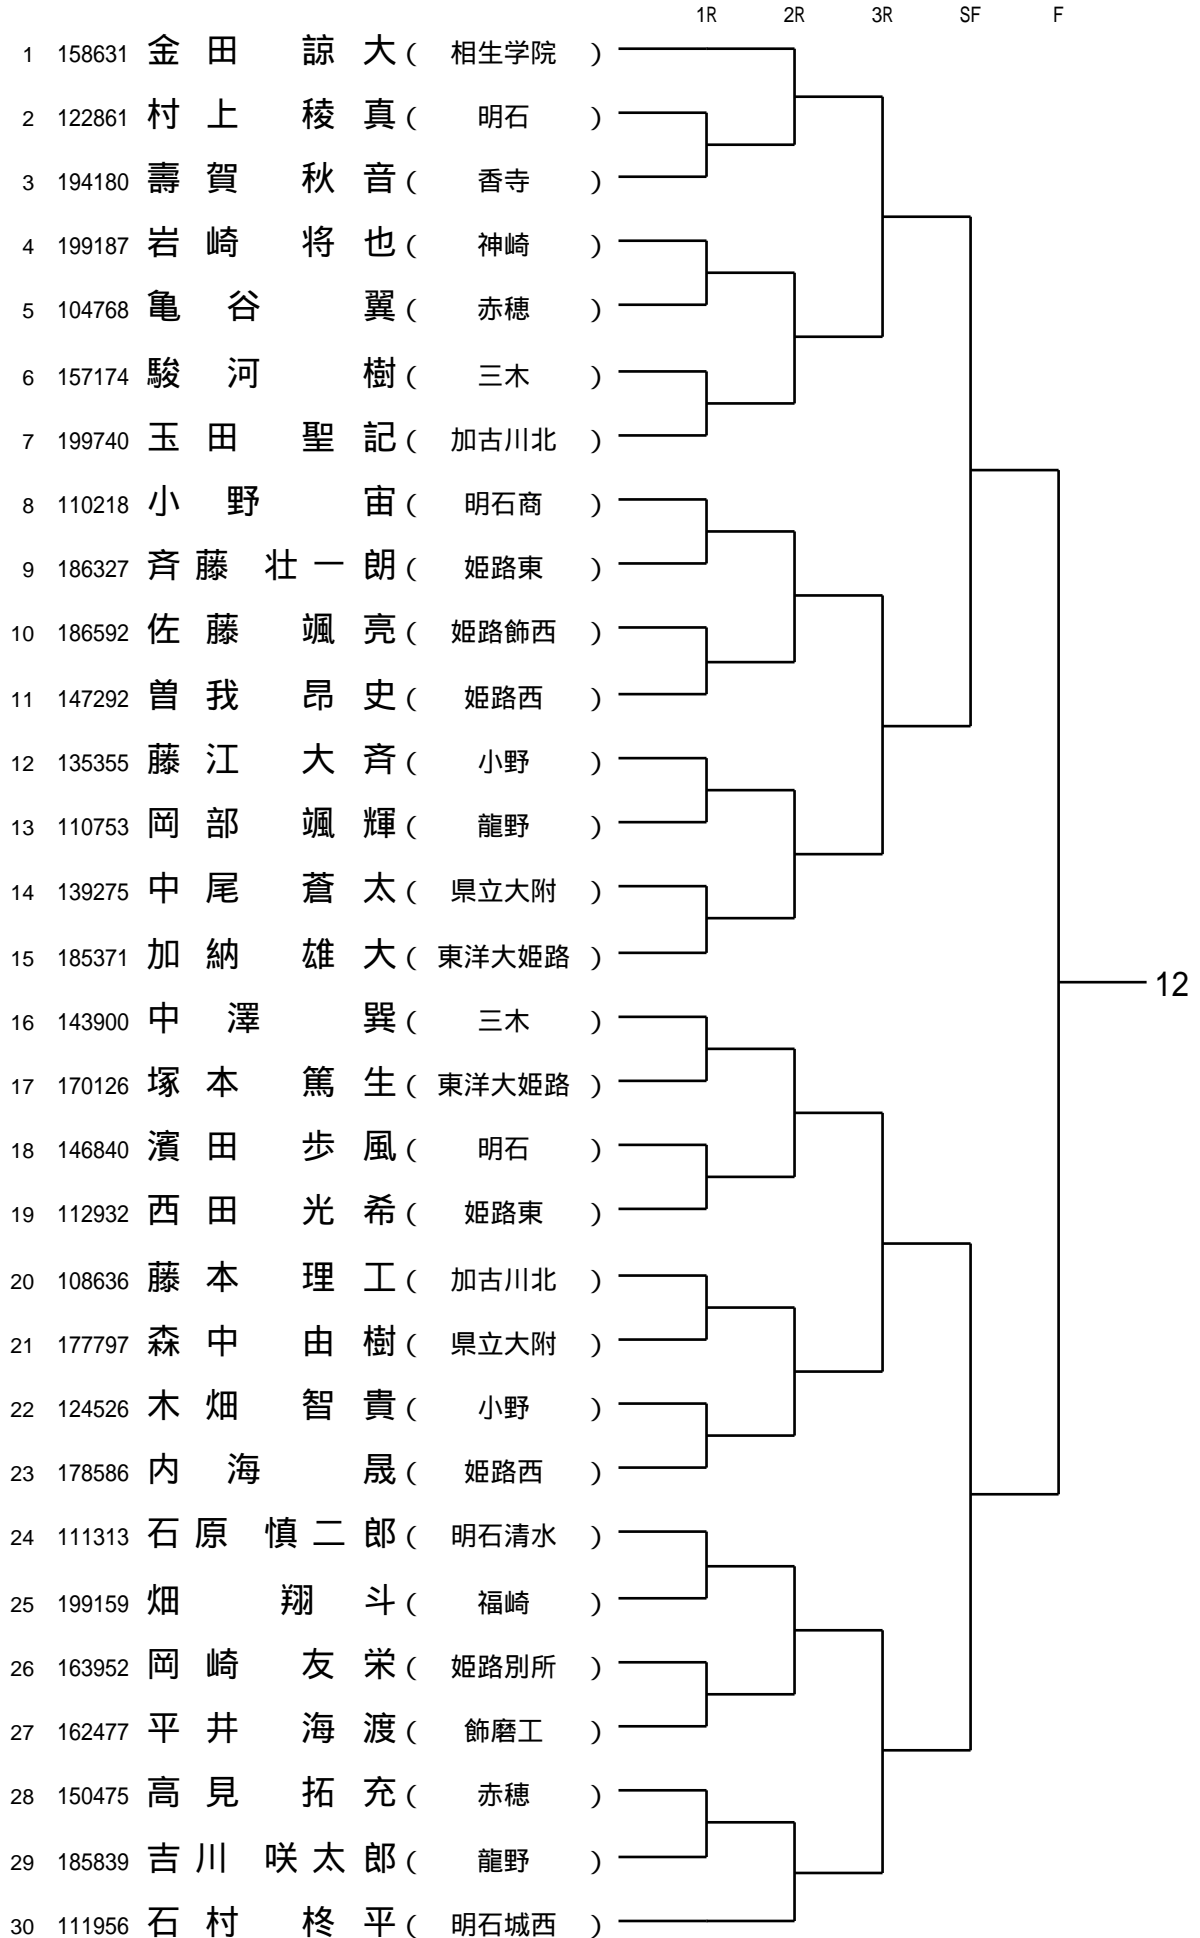 1R 2R 3R SF F
1 158631 金田 諒大 ( 相生学院 )
2 122861 村上 稜真 ( 明石 )
3 194180 壽賀 秋音 ( 香寺 )
4 199187 岩崎 将也 ( 神崎 )
5 104768 亀谷 翼 ( 赤穂 )
6 157174 駿河 樹 ( 三木 )
7 199740 玉田 聖記 ( 加古川北 )
8 110218 小野 宙 ( 明石商 )
9 186327 斉藤 壮一朗 ( 姫路東 )
10 186592 佐藤 颯亮 ( 姫路飾西 )
11 147292 曽我 昂史 ( 姫路西 )
12 135355 藤江 大斉 ( 小野 )
13 110753 岡部 颯輝 ( 龍野 )
14 139275 中尾 蒼太 ( 県立大附 )
15 185371 加納 雄大 ( 東洋大姫路 )
12
16 143900 中澤 巽 ( 三木 )
17 170126 塚本 篤生 ( 東洋大姫路 )
18 146840 濱田 歩風 ( 明石 )
19 112932 西田 光希 ( 姫路東 )
20 108636 藤本 理工 ( 加古川北 )
21 177797 森中 由樹 ( 県立大附 )
22 124526 木畑 智貴 ( 小野 )
23 178586 内海 晟 ( 姫路西 )
24 111313 石原 慎二郎 ( 明石清水 )
25 199159 畑 翔斗 ( 福崎 )
26 163952 岡崎 友栄 ( 姫路別所 )
27 162477 平井 海渡 ( 飾磨工 )
28 150475 高見 拓充 ( 赤穂 )
29 185839 吉川 咲太郎 ( 龍野 )
30 111956 石村 柊平 ( 明石城西 )